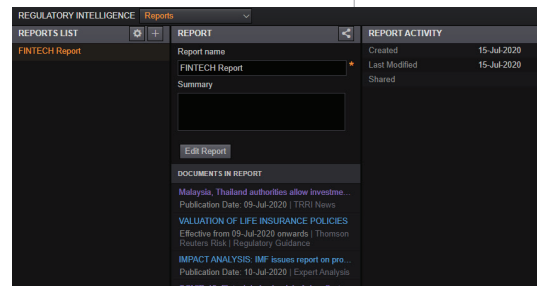 REGULATORY INTELLIGENCE Reports
REPORTS LIST
FINTECH Report
REPORT
Report name
FINTECH Report *
Summary
Edit Report
DOCUMENTS IN REPORT
Malaysia, Thailand authorities allow investme...
Publication Date: 09-Jul-2020 | TRRI News
VALUATION OF LIFE INSURANCE POLICIES
Effective from 09-Jul-2020 onwards | Thomson
Reuters Risk | Regulatory Guidance
IMPACT ANALYSIS: IMF issues report on pro...
Publication Date: 10-Jul-2020 | Expert Analysis
REPORT ACTIVITY
Created 15-Jul-2020
Last Modified 15-Jul-2020
Shared